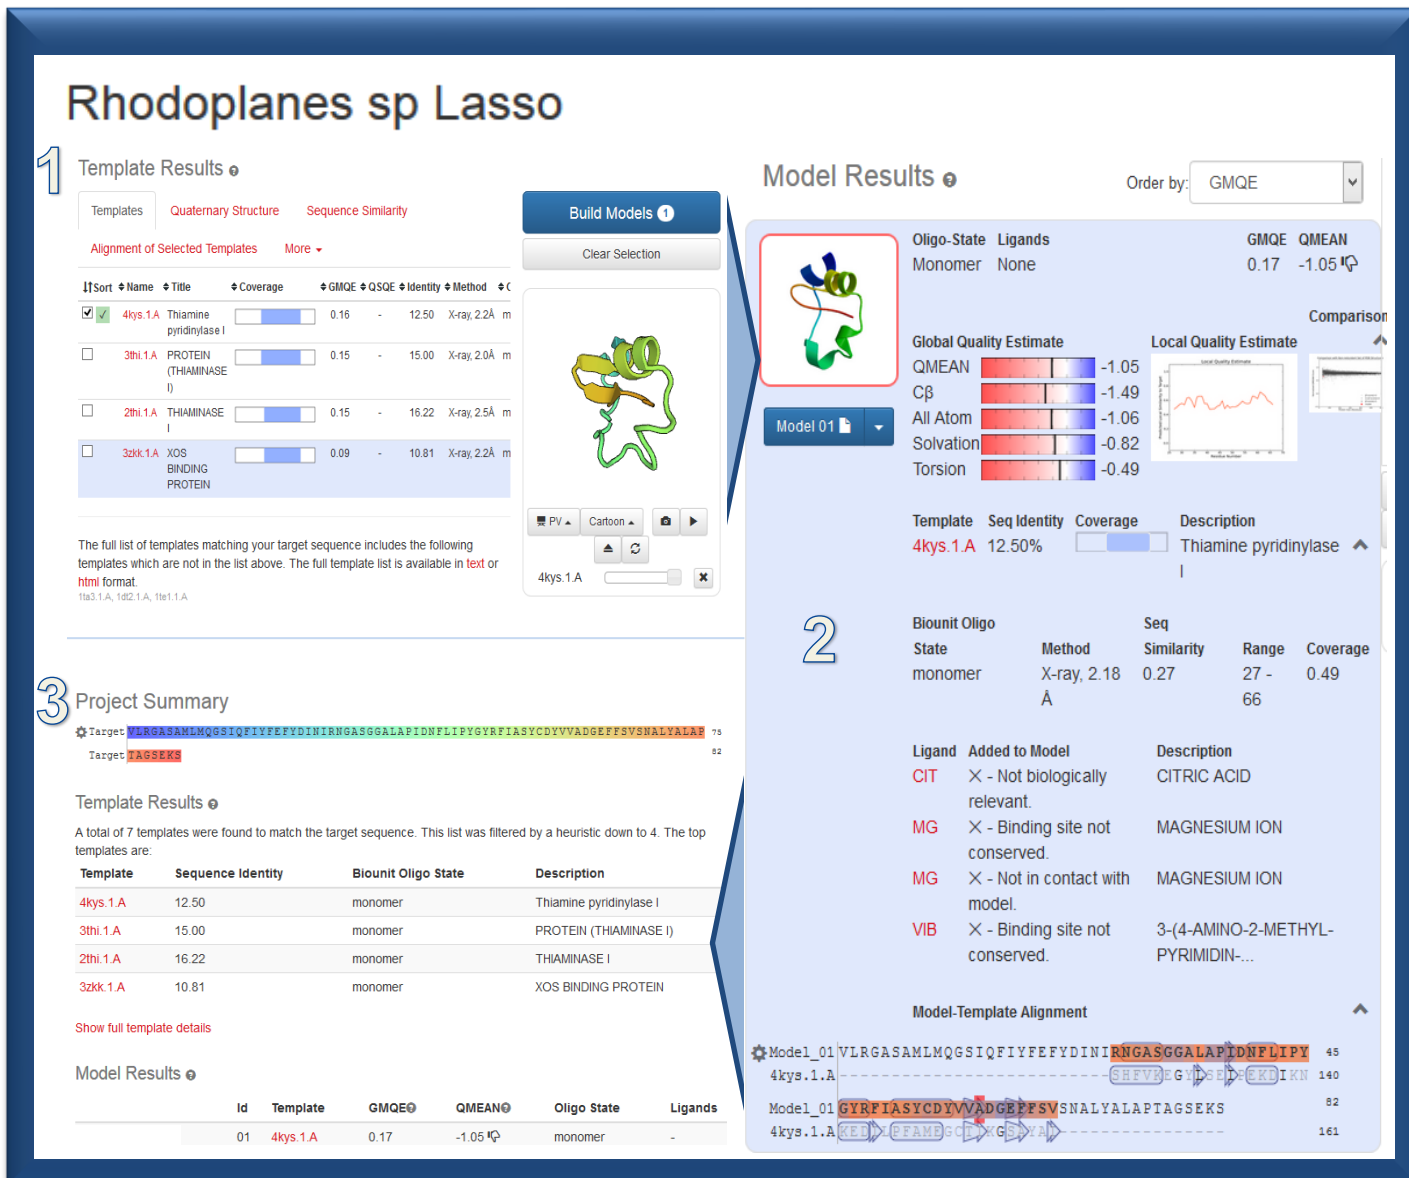 Rhodoplanes sp Lasso
1
Template Results
Templates Quaternary Structure Sequence Similarity
Alignment of Selected Templates More
Sort Name Title Coverage GMQE QSQE Identity Method
4kys.1.A Thiamine pyridinylase I 0.16 - 12.50 X-ray, 2.2Å m
3thi.1.A PROTEIN (THIAMINASE I) 0.15 - 15.00 X-ray, 2.0Å m
2thi.1.A THIAMINASE I 0.15 - 16.22 X-ray, 2.5Å m
3zkk.1.A XOS BINDING PROTEIN 0.09 - 10.81 X-ray, 2.2Å m
The full list of templates matching your target sequence includes the following
templates which are not in the list above. The full template list is available in text or
html format.
1ta3.1.A, 1dt2.1.A, 1te1.1.A
Build Models 1
Clear Selection
PV Cartoon
4kys.1.A
Model Results
Order by: GMQE
Oligo-State Ligands GMQE QMEAN
Monomer None 0.17 -1.05
Comparison
Global Quality Estimate Local Quality Estimate
QMEAN -1.05
Cβ -1.49
All Atom -1.06
Solvation -0.82
Torsion -0.49
Local Quality Estimate
Model 01
Template Seq Identity Coverage Description
4kys.1.A 12.50% Thiamine pyridinylase
I
2
Biounit Oligo Seq
State Method Similarity Range Coverage
monomer X-ray, 2.18 0.27 27 - 0.49
Å 66
Ligand Added to Model Description
CIT X - Not biologically CITRIC ACID
relevant.
MG X - Binding site not MAGNESIUM ION
conserved.
MG X - Not in contact with MAGNESIUM ION
model.
VIB X - Binding site not 3-(4-AMINO-2-METHYL-
conserved. PYRIMIDIN-...
Model-Template Alignment
Model_01 VLRGASAMLMQGSIQFIYFEFYDINIRNGASGGALAPIDNFLIPY 45
4kys.1.A --------------------------SHFVKEGYLSEDPEKDIKN 140
Model_01 GYRFIASYCDYVVADGEFFSVSNALYALAPTAGSEKS 82
4kys.1.A 161
3
Project Summary
Target VLRGASAMLMQGSIQFIYFEFYDINIRNGASGGALAPIDNFLIPYGYRFIASYCDYVVADGEFFSVSNALYALAP 75
Target TAGSEKS 82
Template Results
A total of 7 templates were found to match the target sequence. This list was filtered by a heuristic down to 4. The top
templates are:
Template Sequence Identity Biounit Oligo State Description
4kys.1.A 12.50 monomer Thiamine pyridinylase I
3thi.1.A 15.00 monomer PROTEIN (THIAMINASE I)
2thi.1.A 16.22 monomer THIAMINASE I
3zkk.1.A 10.81 monomer XOS BINDING PROTEIN
Show full template details
Model Results
Id Template GMQE QMEAN Oligo State Ligands
01 4kys.1.A 0.17 -1.05 monomer -